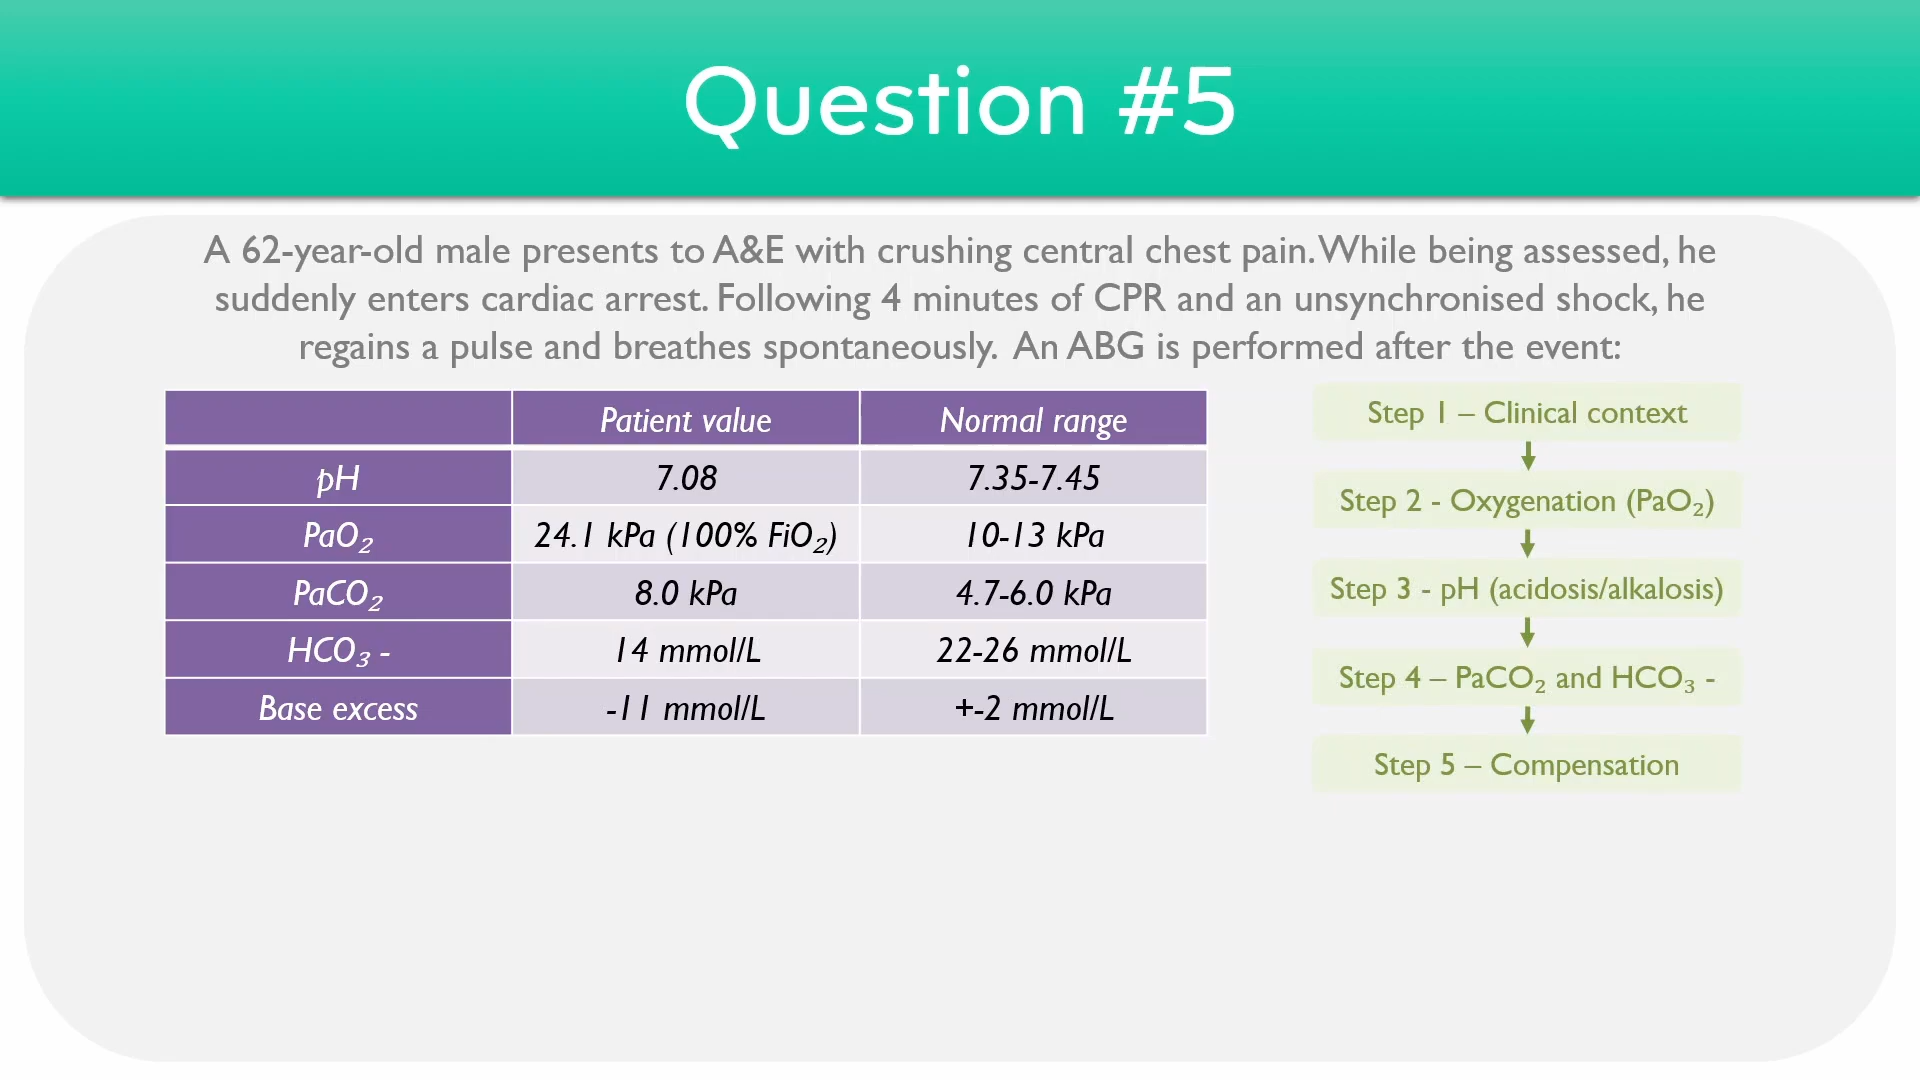 Question #5
A 62-year-old male presents to A&E with crushing central chest pain. While being assessed, he
suddenly enters cardiac arrest. Following 4 minutes of CPR and an unsynchronised shock, he
regains a pulse and breathes spontaneously. An ABG is performed after the event:
Patient value Normal range
pH 7.08 7.35-7.45
PaO₂ 24.1 kPa (100% FiO₂) 10-13 kPa
PaCO₂ 8.0 kPa 4.7-6.0 kPa
HCO₃ - 14 mmol/L 22-26 mmol/L
Base excess -11 mmol/L +-2 mmol/L
Step 1 – Clinical context
Step 2 - Oxygenation (PaO₂)
Step 3 - pH (acidosis/alkalosis)
Step 4 – PaCO₂ and HCO₃ -
Step 5 – Compensation